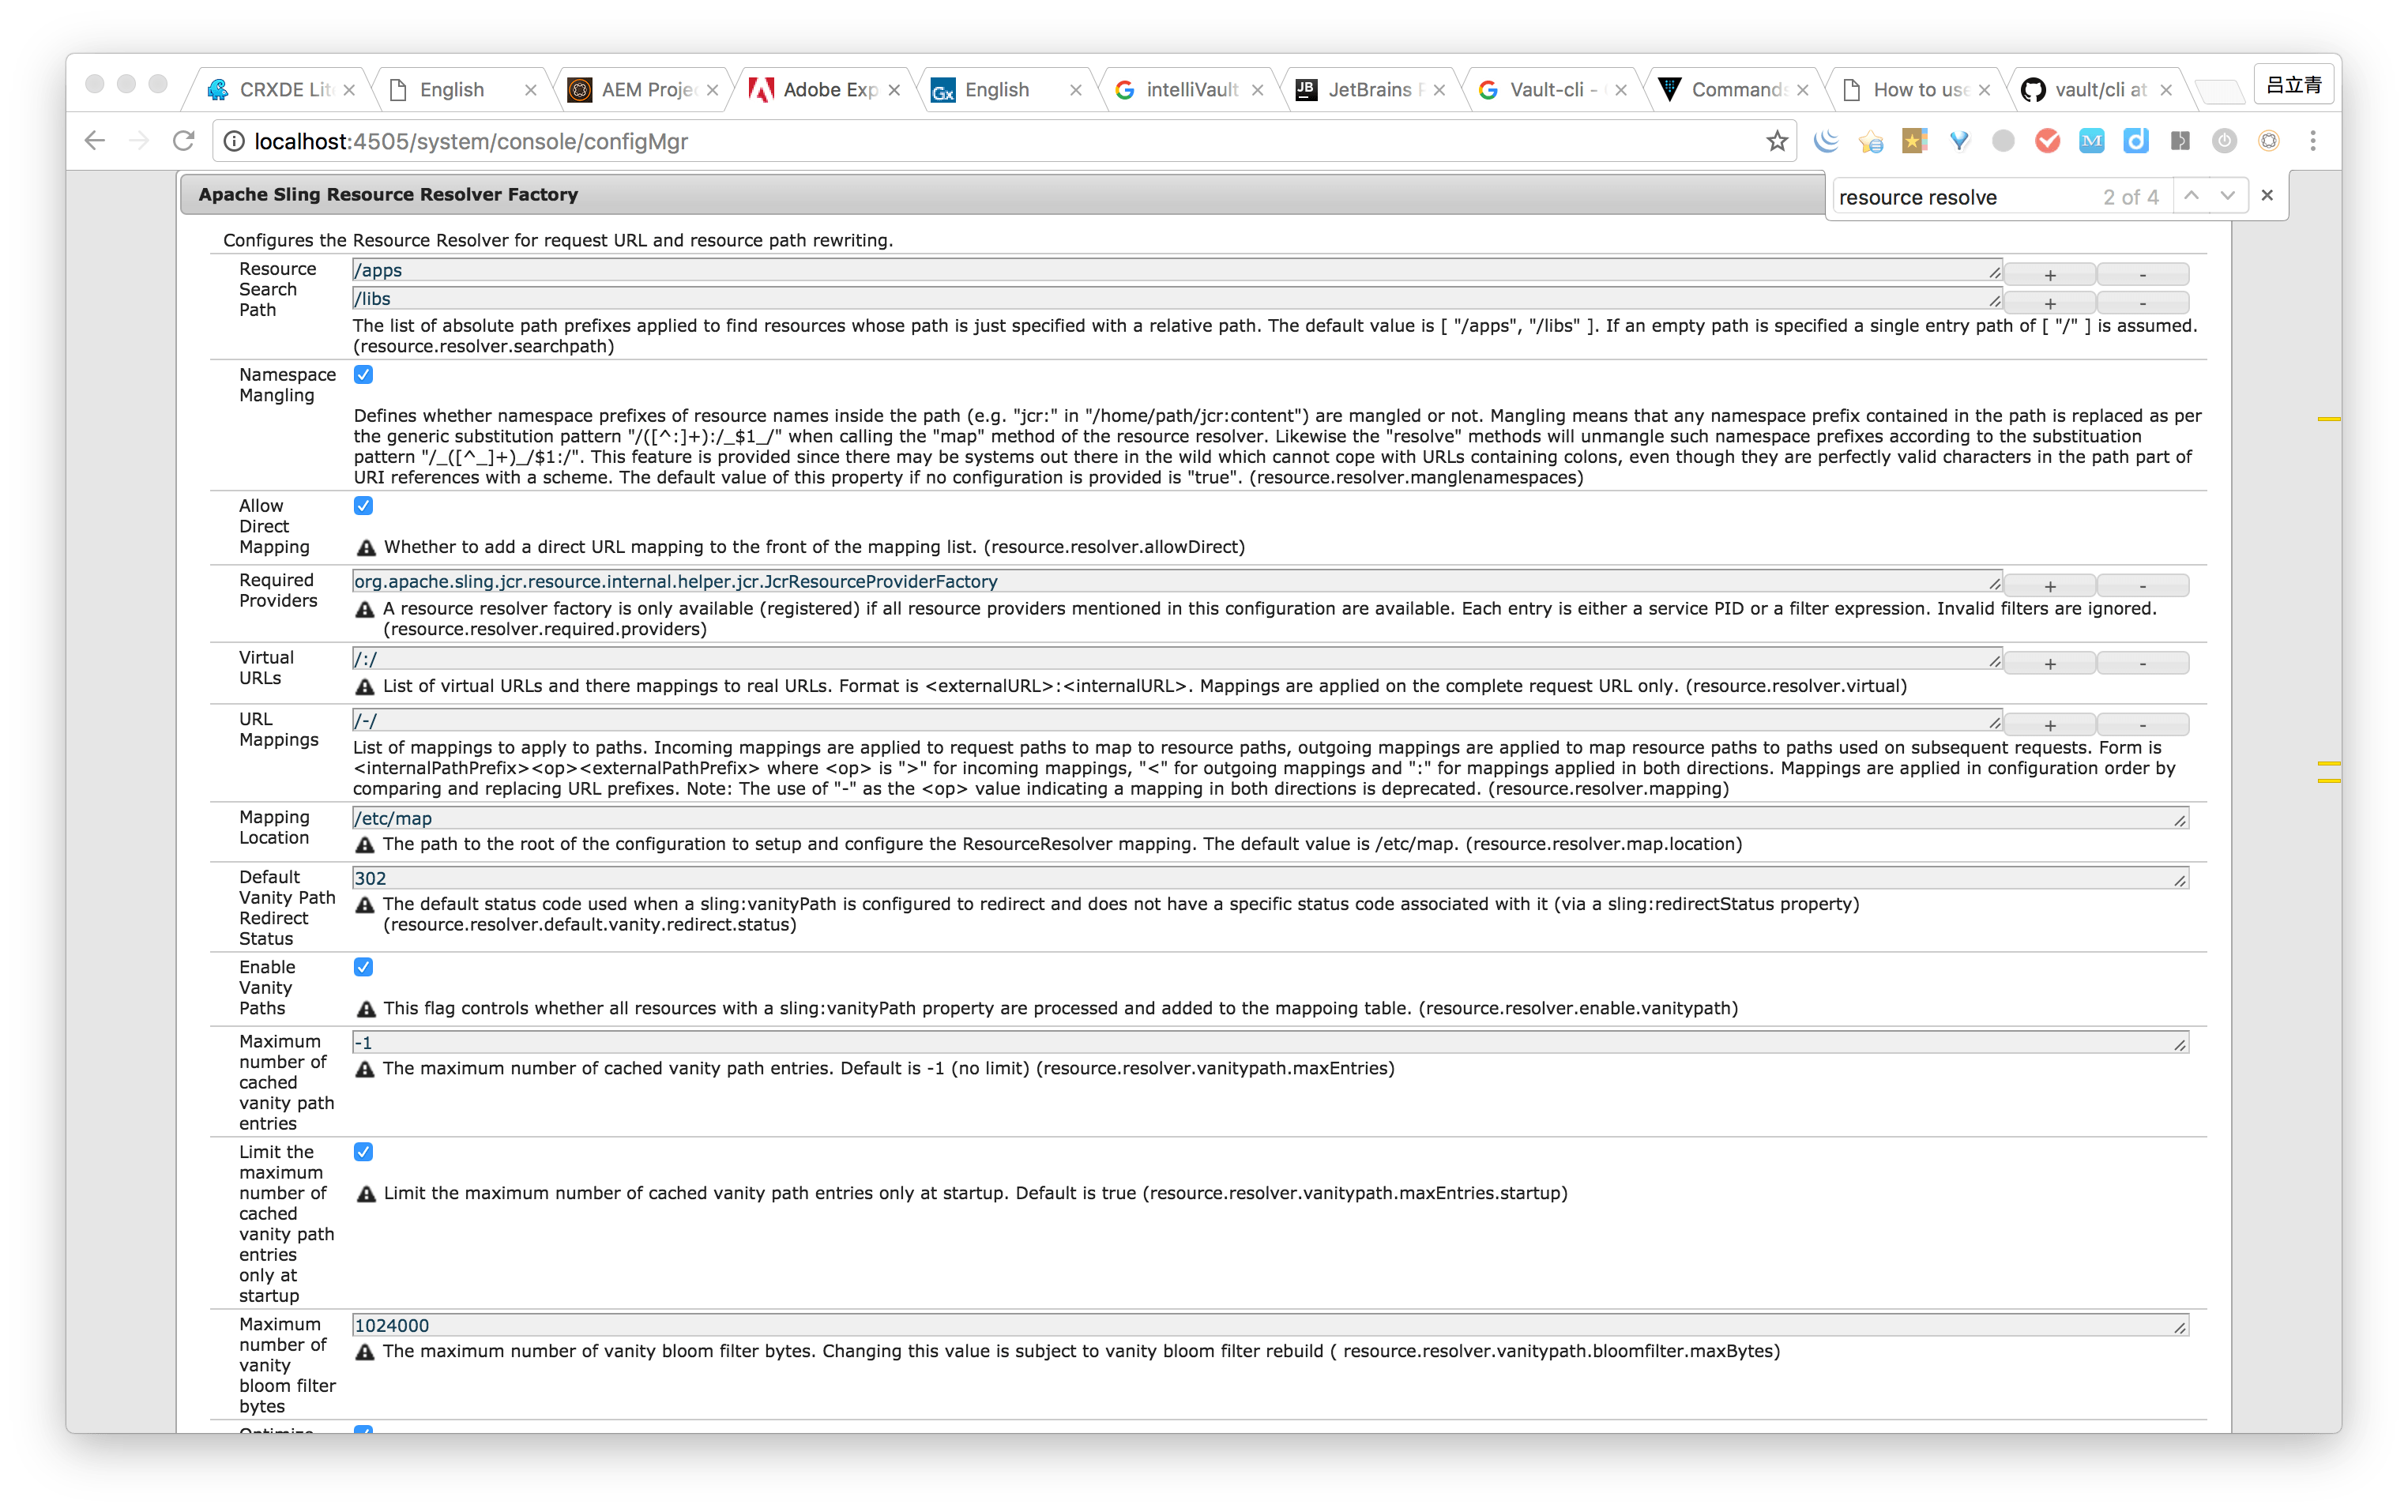 CRXDE Lit
English
AEM Proje
Adobe Exp
English
intelliVault
JetBrains P
Vault-cli -
Commands
How to use
vault/cli at
吕立青
localhost:4505/system/console/configMgr
Apache Sling Resource Resolver Factory
resource resolve
2 of 4
Configures the Resource Resolver for request URL and resource path rewriting.
Resource
Search
Path
/apps
+
-
/libs
+
-
The list of absolute path prefixes applied to find resources whose path is just specified with a relative path. The default value is [ "/apps", "/libs" ]. If an empty path is specified a single entry path of [ "/" ] is assumed.
(resource.resolver.searchpath)
Namespace
Mangling
Defines whether namespace prefixes of resource names inside the path (e.g. "jcr:" in "/home/path/jcr:content") are mangled or not. Mangling means that any namespace prefix contained in the path is replaced as per
the generic substitution pattern "/([^:]+):/_$1_/" when calling the "map" method of the resource resolver. Likewise the "resolve" methods will unmangle such namespace prefixes according to the substituation
pattern "/_([^_]+)_/$1:/". This feature is provided since there may be systems out there in the wild which cannot cope with URLs containing colons, even though they are perfectly valid characters in the path part of
URI references with a scheme. The default value of this property if no configuration is provided is "true". (resource.resolver.manglenamespaces)
Allow
Direct
Mapping
Whether to add a direct URL mapping to the front of the mapping list. (resource.resolver.allowDirect)
Required
Providers
org.apache.sling.jcr.resource.internal.helper.jcr.JcrResourceProviderFactory
+
-
A resource resolver factory is only available (registered) if all resource providers mentioned in this configuration are available. Each entry is either a service PID or a filter expression. Invalid filters are ignored.
(resource.resolver.required.providers)
Virtual
URLs
/:/
+
-
List of virtual URLs and there mappings to real URLs. Format is <externalURL>:<internalURL>. Mappings are applied on the complete request URL only. (resource.resolver.virtual)
URL
Mappings
/-/
+
-
List of mappings to apply to paths. Incoming mappings are applied to request paths to map to resource paths, outgoing mappings are applied to map resource paths to paths used on subsequent requests. Form is
<internalPathPrefix><op><externalPathPrefix> where <op> is ">" for incoming mappings, "<" for outgoing mappings and ":" for mappings applied in both directions. Mappings are applied in configuration order by
comparing and replacing URL prefixes. Note: The use of "-" as the <op> value indicating a mapping in both directions is deprecated. (resource.resolver.mapping)
Mapping
Location
/etc/map
The path to the root of the configuration to setup and configure the ResourceResolver mapping. The default value is /etc/map. (resource.resolver.map.location)
Default
Vanity Path
Redirect
Status
302
The default status code used when a sling:vanityPath is configured to redirect and does not have a specific status code associated with it (via a sling:redirectStatus property)
(resource.resolver.default.vanity.redirect.status)
Enable
Vanity
Paths
This flag controls whether all resources with a sling:vanityPath property are processed and added to the mappoing table. (resource.resolver.enable.vanitypath)
Maximum
number of
cached
vanity path
entries
-1
The maximum number of cached vanity path entries. Default is -1 (no limit) (resource.resolver.vanitypath.maxEntries)
Limit the
maximum
number of
cached
vanity path
entries
only at
startup
Limit the maximum number of cached vanity path entries only at startup. Default is true (resource.resolver.vanitypath.maxEntries.startup)
Maximum
number of
vanity
bloom filter
bytes
1024000
The maximum number of vanity bloom filter bytes. Changing this value is subject to vanity bloom filter rebuild ( resource.resolver.vanitypath.bloomfilter.maxBytes)
Optimize